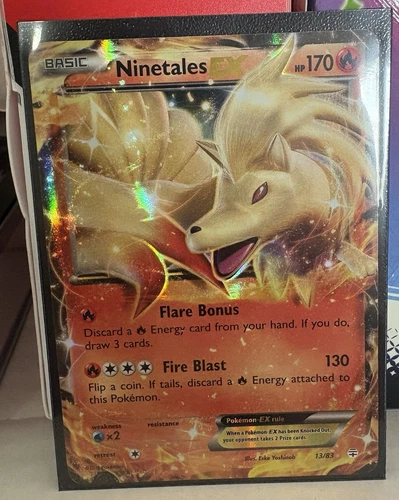 BASIC Ninetales EX HP 170
Flare Bonus
Discard a Energy card from your hand. If you do,
draw 3 cards.
Fire Blast 130
Flip a coin. If tails, discard a Energy attached to
this Pokémon.
weakness resistance
×2
retreat
Pokémon-EX rule
When a Pokémon-EX has been Knocked Out,
your opponent takes 2 Prize cards.
Illus. Eske Yoshinob 13/83